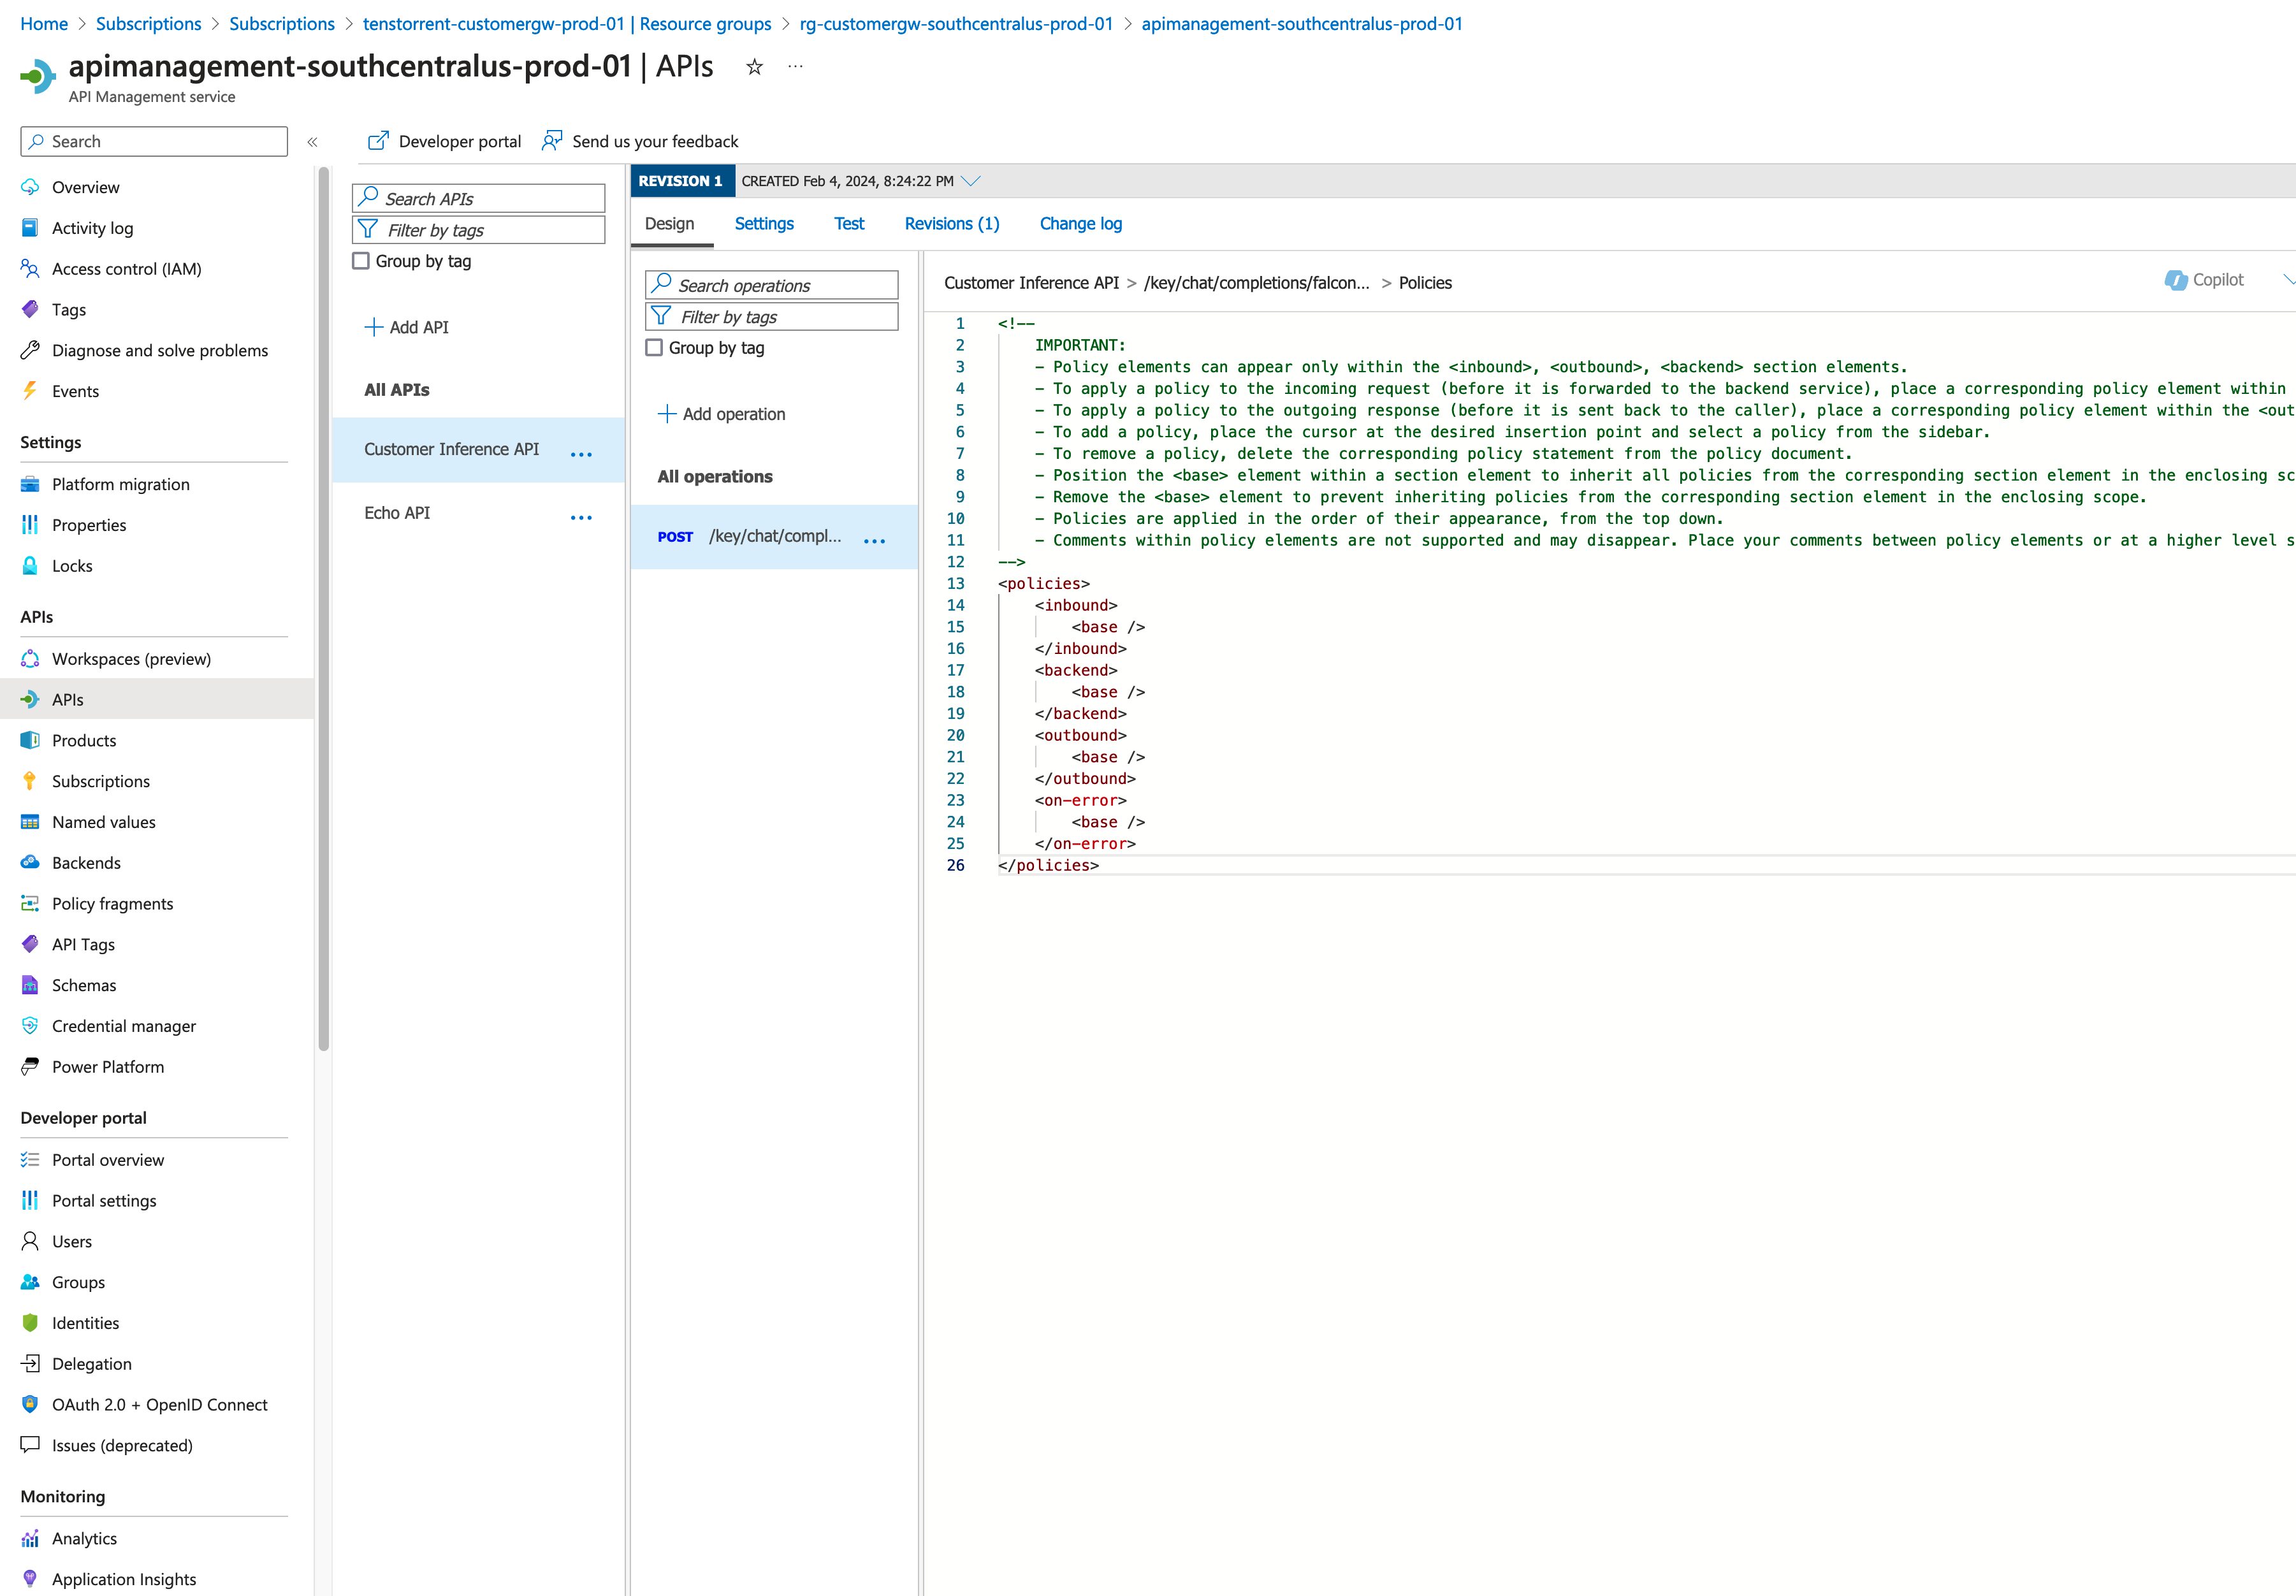 Home > Subscriptions > Subscriptions > tenstorrent-customergw-prod-01 | Resource groups > rg-customergw-southcentralus-prod-01 > apimanagement-southcentralus-prod-01
apimanagement-southcentralus-prod-01 | APIs
API Management service
Search
Overview
Activity log
Access control (IAM)
Tags
Diagnose and solve problems
Events
Settings
Platform migration
Properties
Locks
APIs
Workspaces (preview)
APIs
Products
Subscriptions
Named values
Backends
Policy fragments
API Tags
Schemas
Credential manager
Power Platform
Developer portal
Portal overview
Portal settings
Users
Groups
Identities
Delegation
OAuth 2.0 + OpenID Connect
Issues (deprecated)
Monitoring
Analytics
Application Insights
Developer portal
Send us your feedback
Search APIs
Filter by tags
Group by tag
+ Add API
All APIs
Customer Inference API ...
Echo API ...
REVISION 1 CREATED Feb 4, 2024, 8:24:22 PM
Design Settings Test Revisions (1) Change log
Search operations
Filter by tags
Group by tag
+ Add operation
All operations
POST /key/chat/compl... ...
Customer Inference API > /key/chat/completions/falcon... > Policies
Copilot
1 <!--
2 IMPORTANT:
3 - Policy elements can appear only within the <inbound>, <outbound>, <backend> section elements.
4 - To apply a policy to the incoming request (before it is forwarded to the backend service), place a corresponding policy element within
5 - To apply a policy to the outgoing response (before it is sent back to the caller), place a corresponding policy element within the <out
6 - To add a policy, place the cursor at the desired insertion point and select a policy from the sidebar.
7 - To remove a policy, delete the corresponding policy statement from the policy document.
8 - Position the <base> element within a section element to inherit all policies from the corresponding section element in the enclosing sc
9 - Remove the <base> element to prevent inheriting policies from the corresponding section element in the enclosing scope.
10 - Policies are applied in the order of their appearance, from the top down.
11 - Comments within policy elements are not supported and may disappear. Place your comments between policy elements or at a higher level s
12 -->
13 <policies>
14 <inbound>
15 <base />
16 </inbound>
17 <backend>
18 <base />
19 </backend>
20 <outbound>
21 <base />
22 </outbound>
23 <on-error>
24 <base />
25 </on-error>
26 </policies>